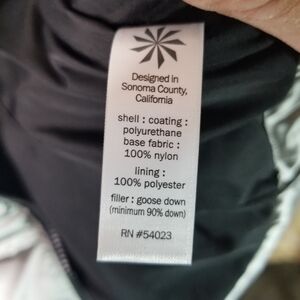 Designed in
Sonoma County,
California
shell : coating :
polyurethane
base fabric :
100% nylon
lining :
100% polyester
filler : goose down
(minimum 90% down)
RN #54023